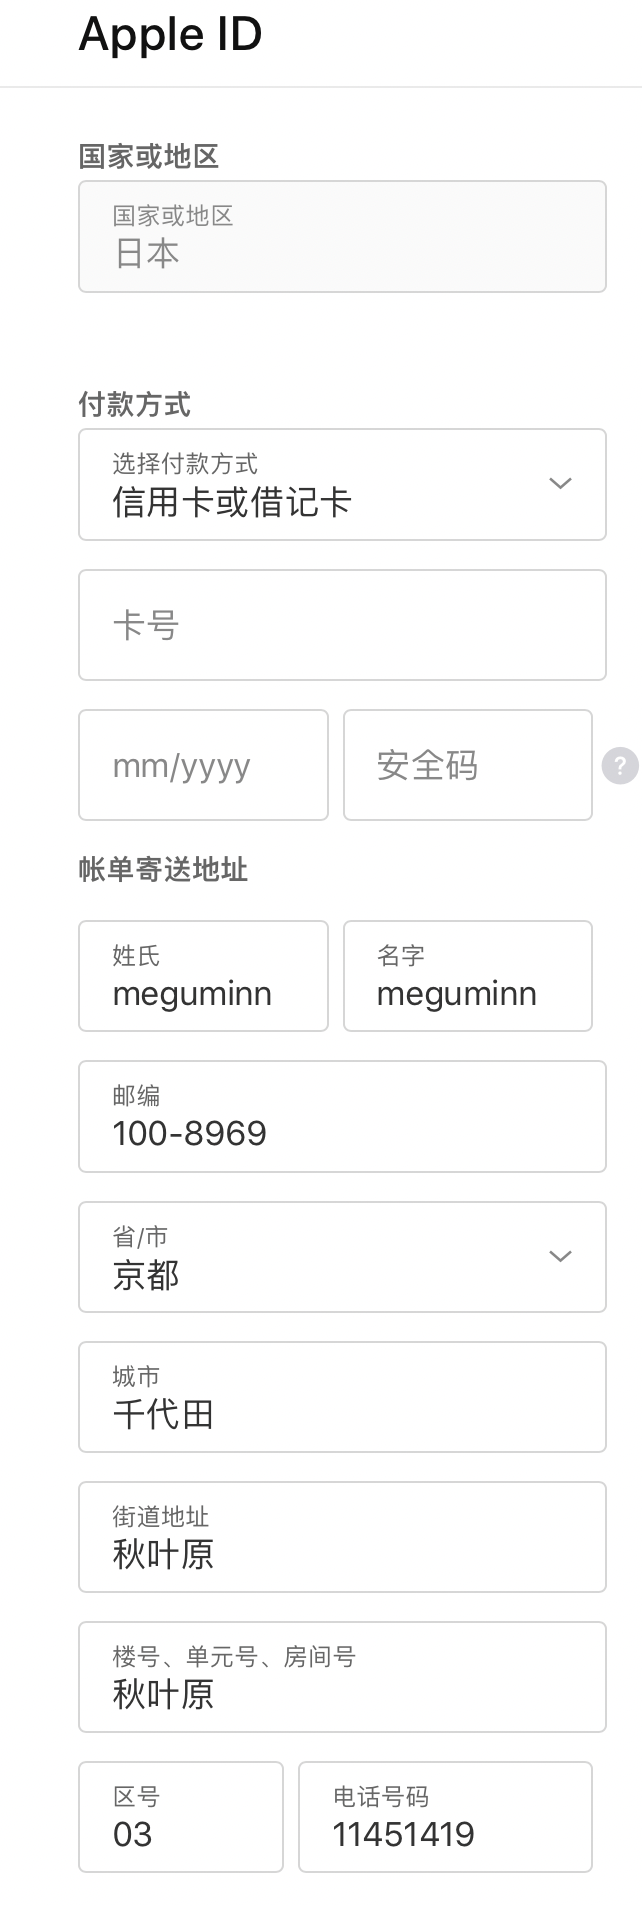 Apple ID
国家或地区
国家或地区
日本
付款方式
选择付款方式
信用卡或借记卡
卡号
mm/yyyy 安全码 ?
帐单寄送地址
姓氏 名字
meguminn meguminn
邮编
100-8969
省/市
京都
城市
千代田
街道地址
秋叶原
楼号、单元号、房间号
秋叶原
区号 电话号码
03 11451419